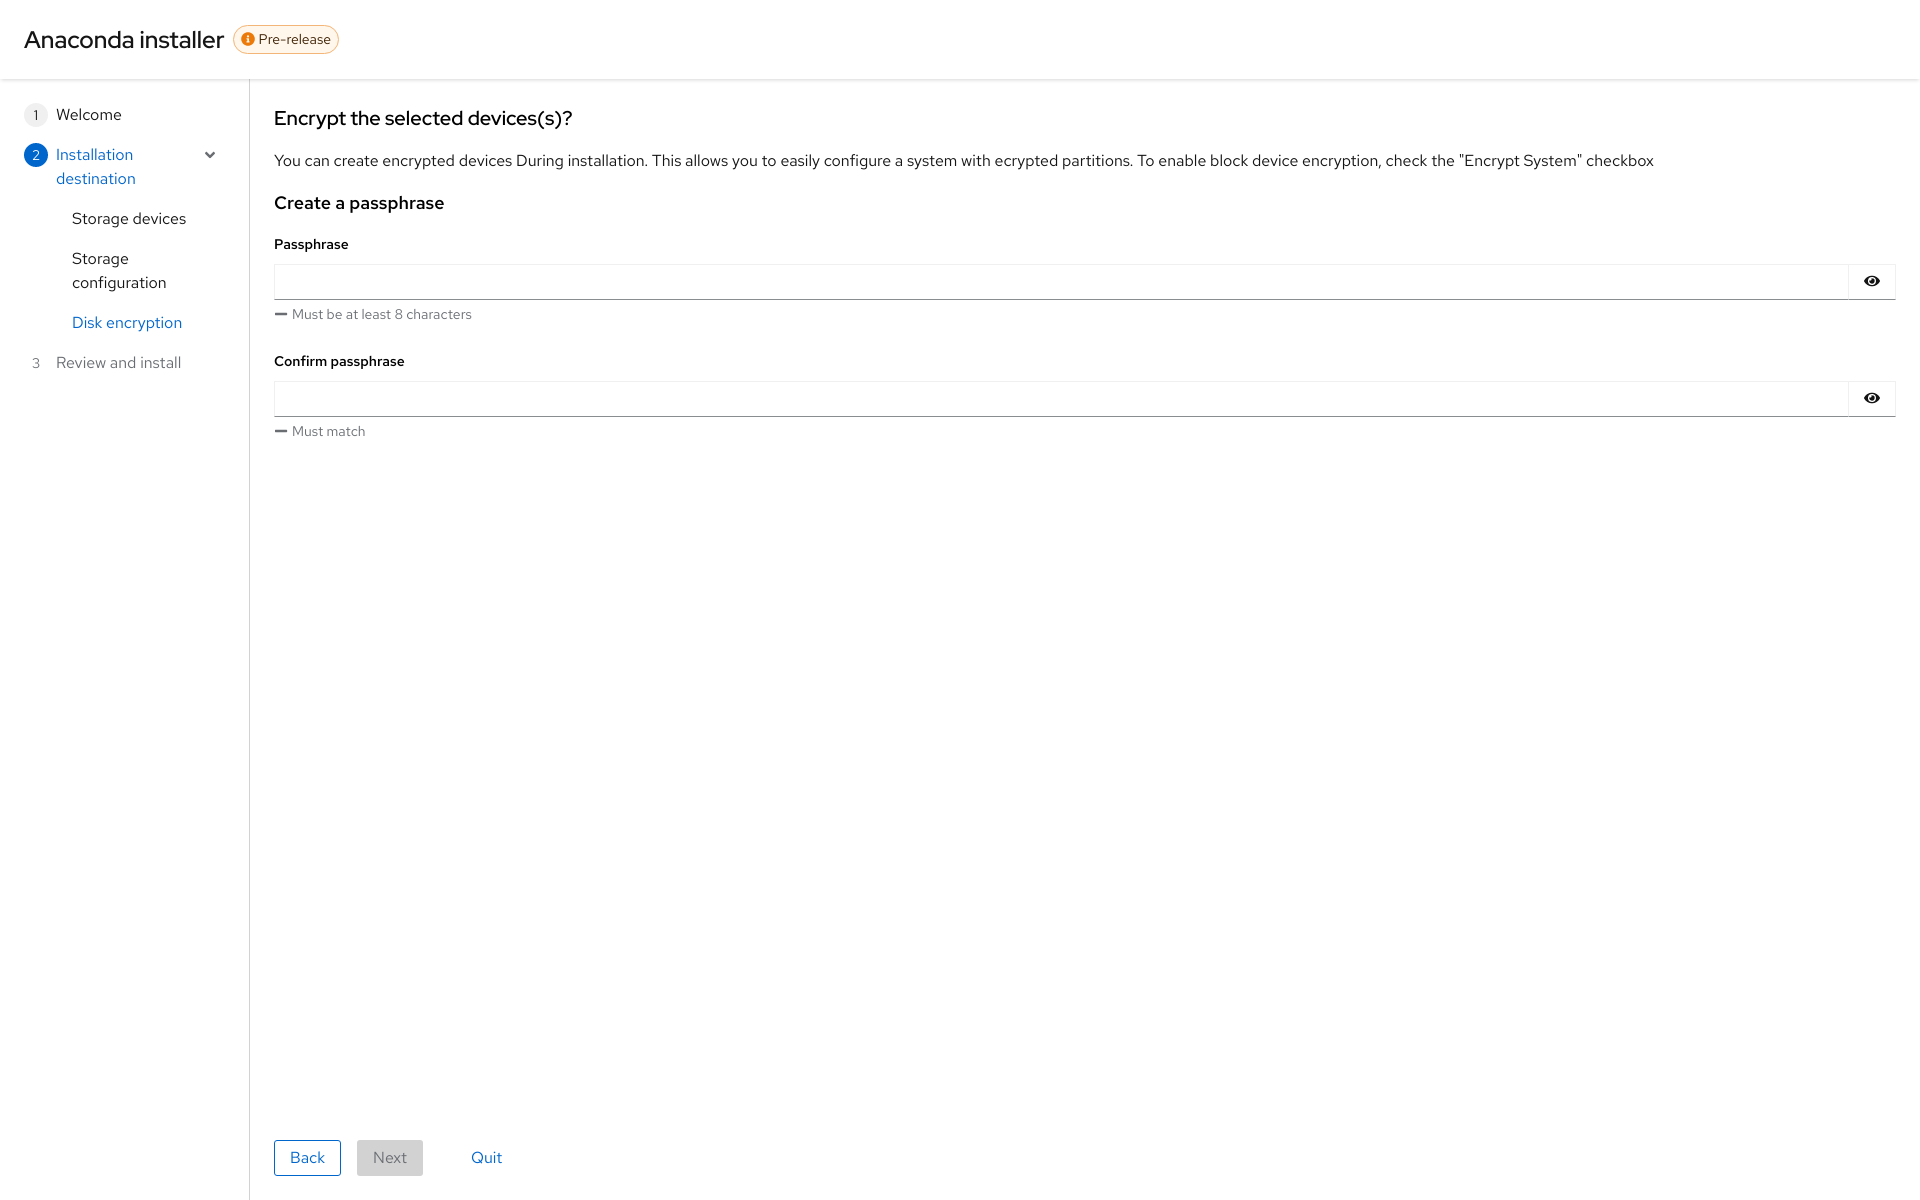 Anaconda installer
Pre-release
1 Welcome
2 Installation
destination
Storage devices
Storage
configuration
Disk encryption
3 Review and install
Encrypt the selected devices(s)?
You can create encrypted devices During installation. This allows you to easily configure a system with ecrypted partitions. To enable block device encryption, check the "Encrypt System" checkbox
Create a passphrase
Passphrase
Must be at least 8 characters
Confirm passphrase
Must match
Back Next Quit